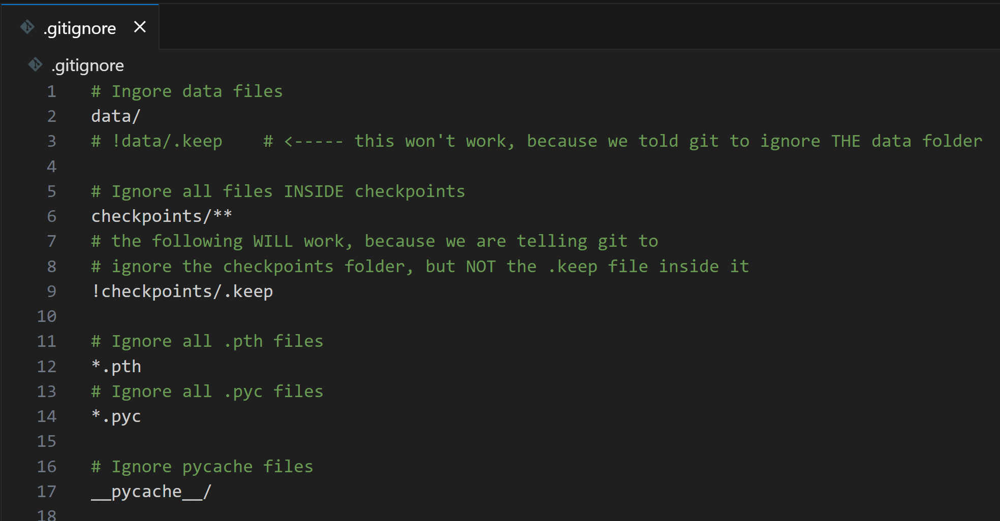 .gitignore
.gitignore
1 # Ingore data files
2 data/
3 # !data/.keep    # <----- this won't work, because we told git to ignore THE data folder
4
5 # Ignore all files INSIDE checkpoints
6 checkpoints/**
7 # the following WILL work, because we are telling git to
8 # ignore the checkpoints folder, but NOT the .keep file inside it
9 !checkpoints/.keep
10
11 # Ignore all .pth files
12 *.pth
13 # Ignore all .pyc files
14 *.pyc
15
16 # Ignore pycache files
17 __pycache__/
18